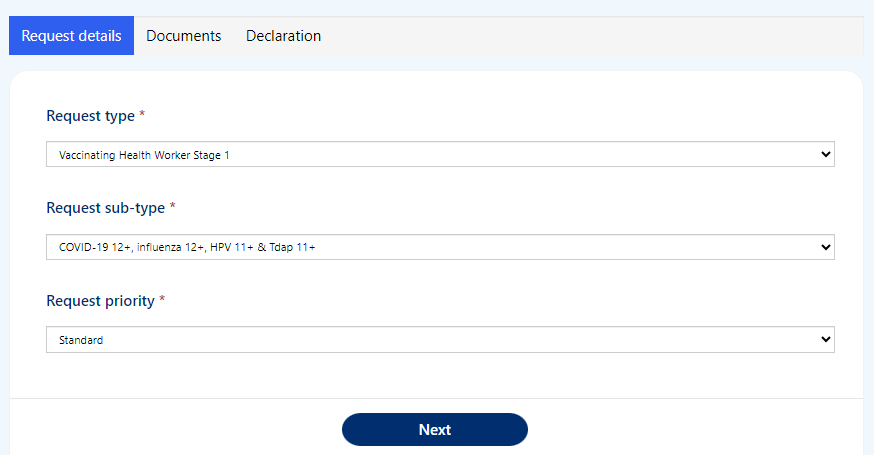 Request details Documents Declaration
Request type *
Vaccinating Health Worker Stage 1
Request sub-type *
COVID-19 12+, influenza 12+, HPV 11+ & Tdap 11+
Request priority *
Standard
Next